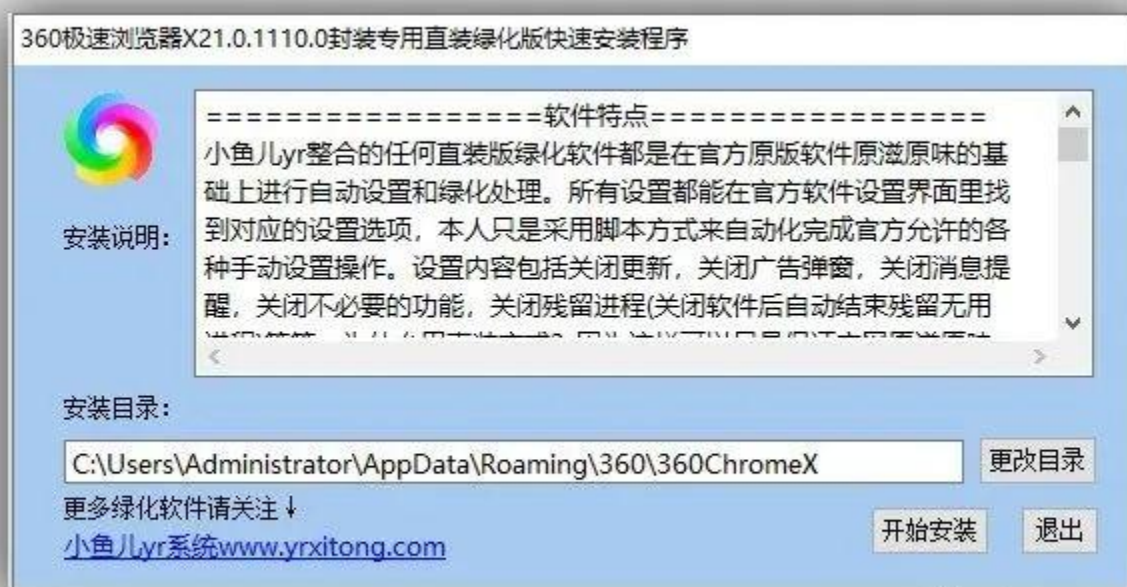 360极速浏览器X21.0.1110.0封装专用直装绿化版快速安装程序
=================软件特点=================
小鱼儿yr整合的任何直装版绿化软件都是在官方原版软件原滋原味的基
础上进行自动设置和绿化处理。所有设置都能在官方软件设置界面里找
到对应的设置选项，本人只是采用脚本方式来自动化完成官方允许的各
种手动设置操作。设置内容包括关闭更新，关闭广告弹窗，关闭消息提
醒，关闭不必要的功能，关闭残留进程(关闭软件后自动结束残留无用
安装说明：
安装目录：
C:\Users\Administrator\AppData\Roaming\360\360ChromeX
更改目录
更多绿化软件请关注↓
小鱼儿yr系统www.yrxitong.com
开始安装
退出